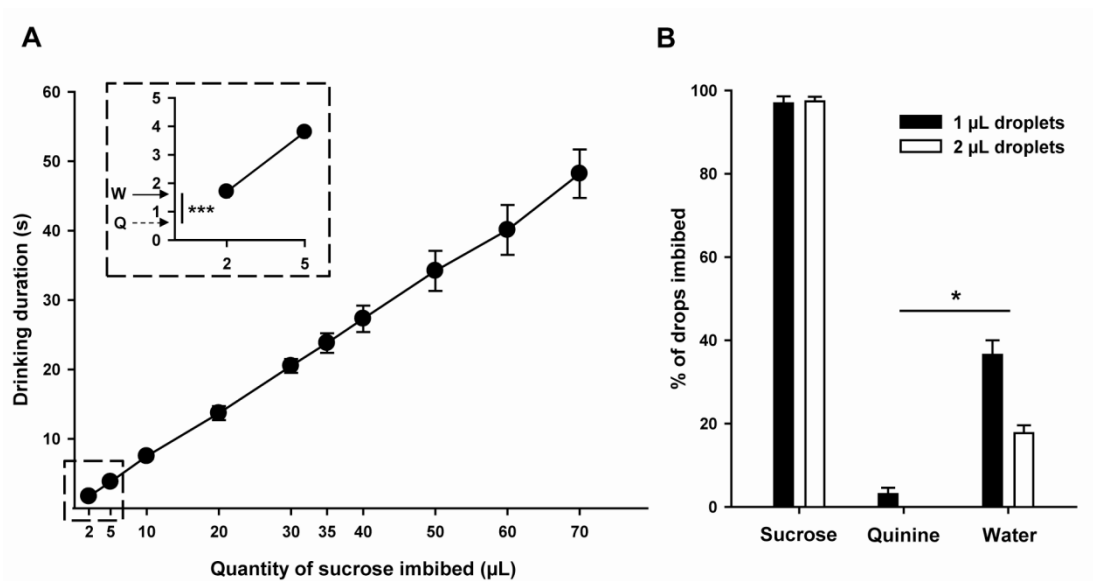 A
Drinking duration (s)
60
50
40
30
20
10
2 5 10 20 30 35 40 50 60 70
Quantity of sucrose imbibed (µL)
5
4
3
2
1
0
2 5
W
Q
***
B
% of drops imbibed
100
80
60
40
20
0
1 µL droplets
2 µL droplets
*
Sucrose Quinine Water